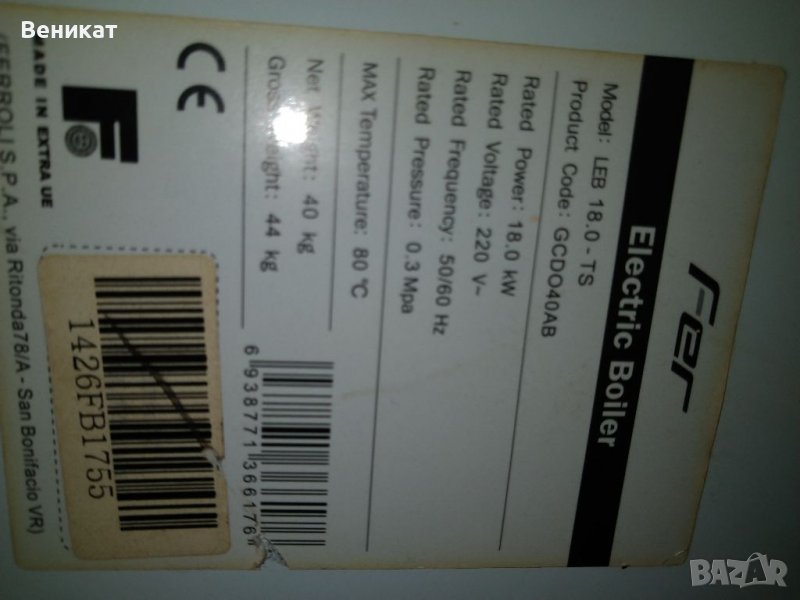 Веникат
Fer
Electric Boiler
Model: LEB 18.0 - TS
Product Code: GCDO40AB
Rated Power: 18.0 kW
Rated Voltage: 220 V~
Rated Frequency: 50/60 Hz
Rated Pressure: 0.3 Mpa
MAX Temperature: 80 °C
Net Weight: 40 kg
Gross Weight: 44 kg
6 938771 366176
CE
F
MADE IN EXTRA UE
1426FB1755
(FERROLI S.P.A., via Ritonda78/A - San Bonifacio VR)
BAZAR